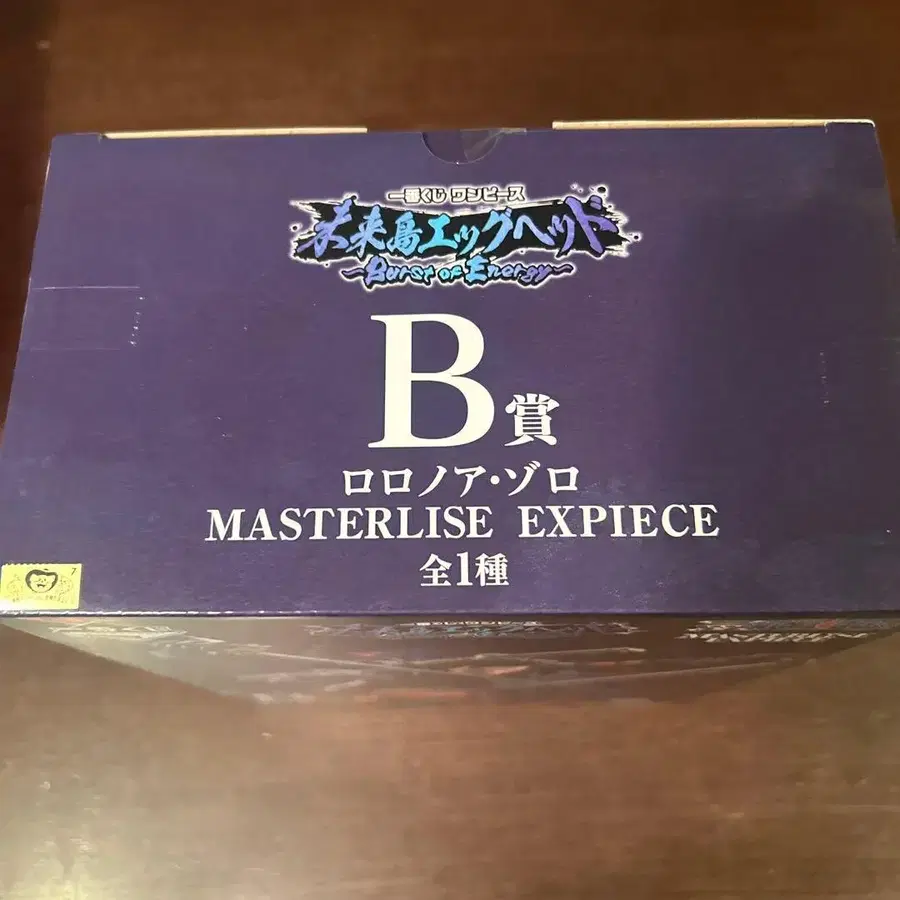 一番くじ ワンピース
未来島エッグヘッド
~Burst of Energy~
B賞
ロロノア・ゾロ
MASTERLISE EXPIECE
全1種
7